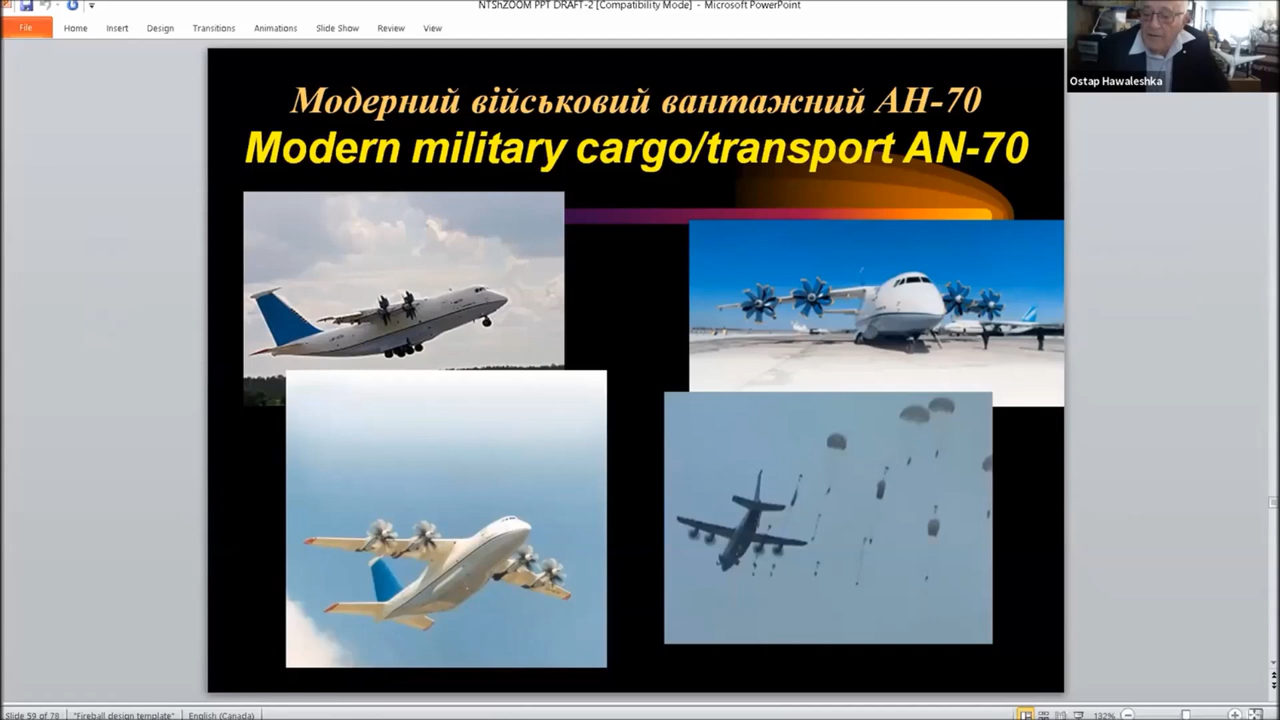 NTShZOOM PPT DRAFT-2 [Compatibility Mode] - Microsoft PowerPoint
File Home Insert Design Transitions Animations Slide Show Review View
Ostap Hawaleshka
Модерний військовий вантажний АН-70
Modern military cargo/transport AN-70
Slide 59 of 78 "Fireball design template" English (Canada) 132%